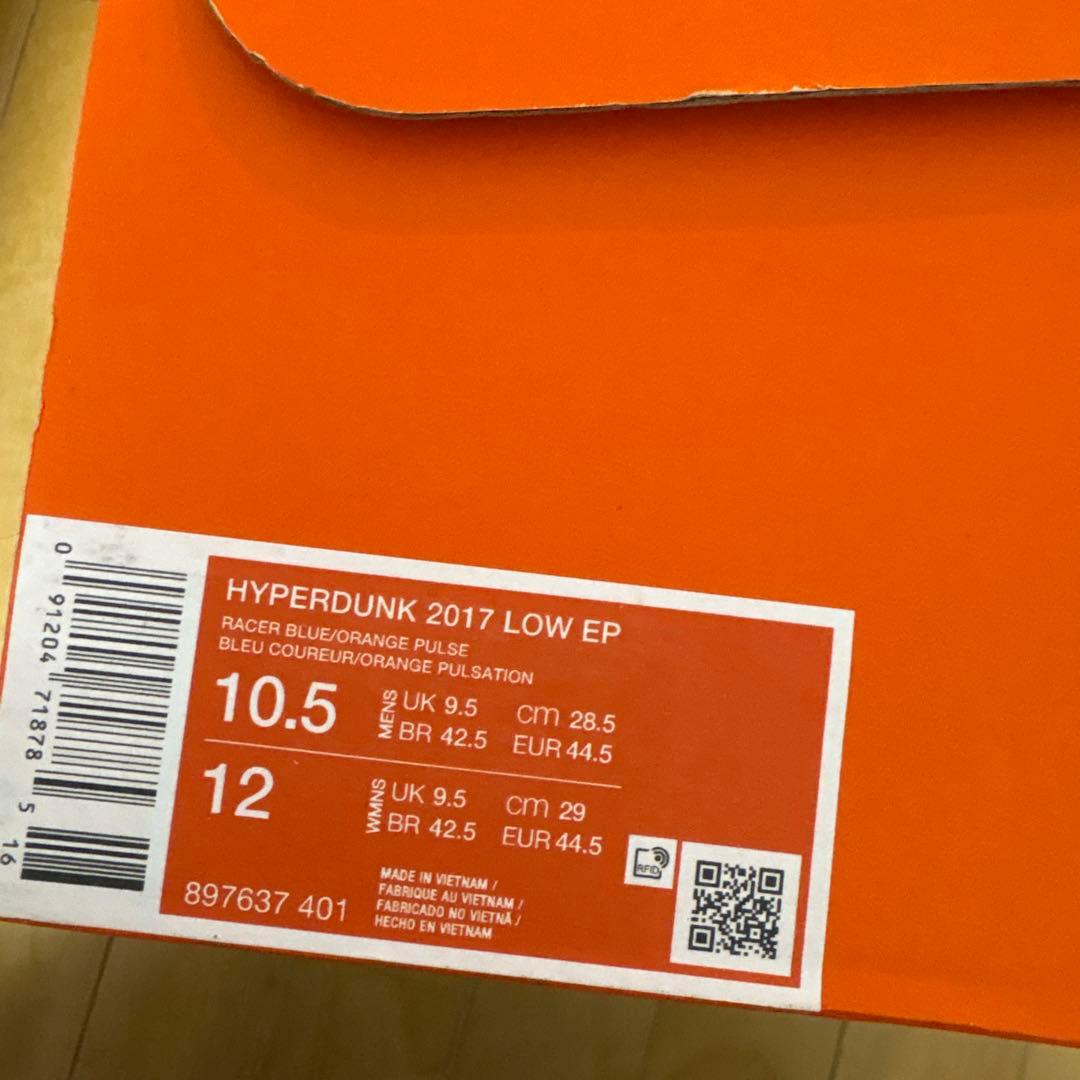 HYPERDUNK 2017 LOW EP
RACER BLUE/ORANGE PULSE
BLEU COUREUR/ORANGE PULSATION
10.5 MENS UK 9.5 cm 28.5
BR 42.5 EUR 44.5
12 WMNS UK 9.5 cm 29
BR 42.5 EUR 44.5
897637 401
MADE IN VIETNAM /
FABRIQUE AU VIETNAM /
FABRICADO NO VIETNÃ /
HECHO EN VIETNAM
RFID
0 91204 71878 5 16